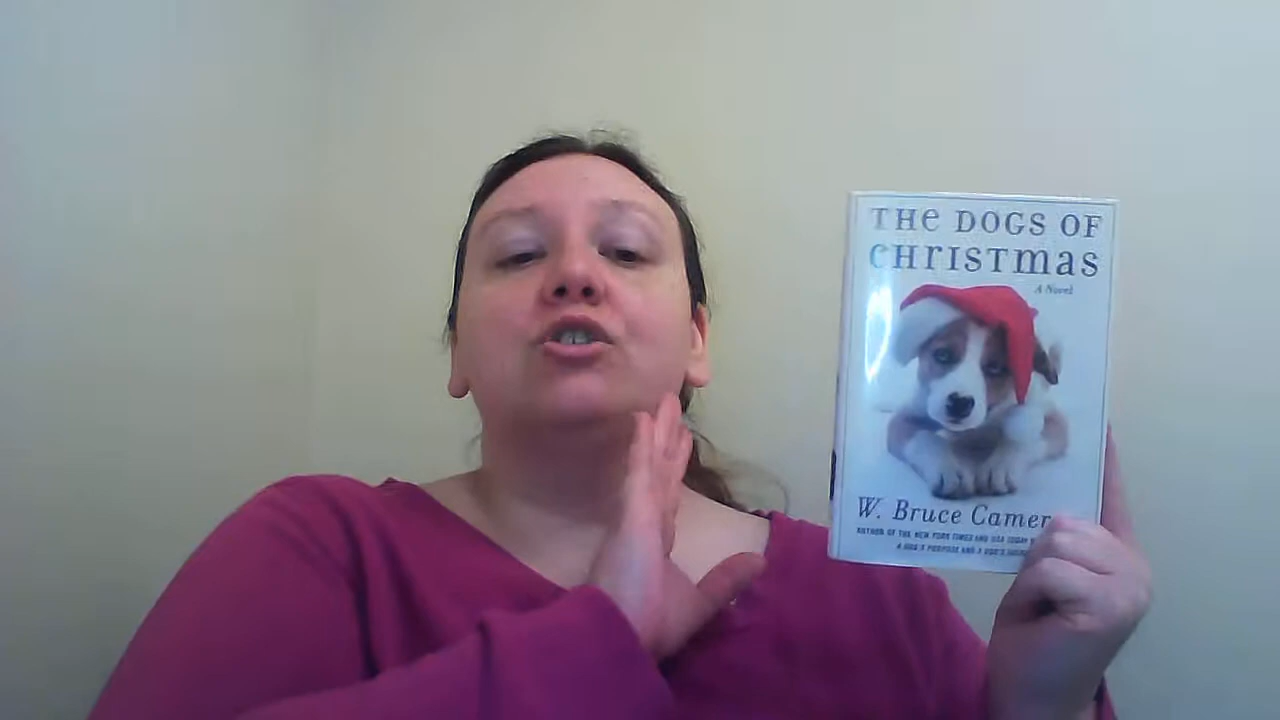 THe DOGS OF
CHRISTmas
A Novel
W. Bruce Camer
AUTHOR OF THE NEW YORK TIMES AND USA TODAY
A DOG'S PURPOSE AND A DOG'S